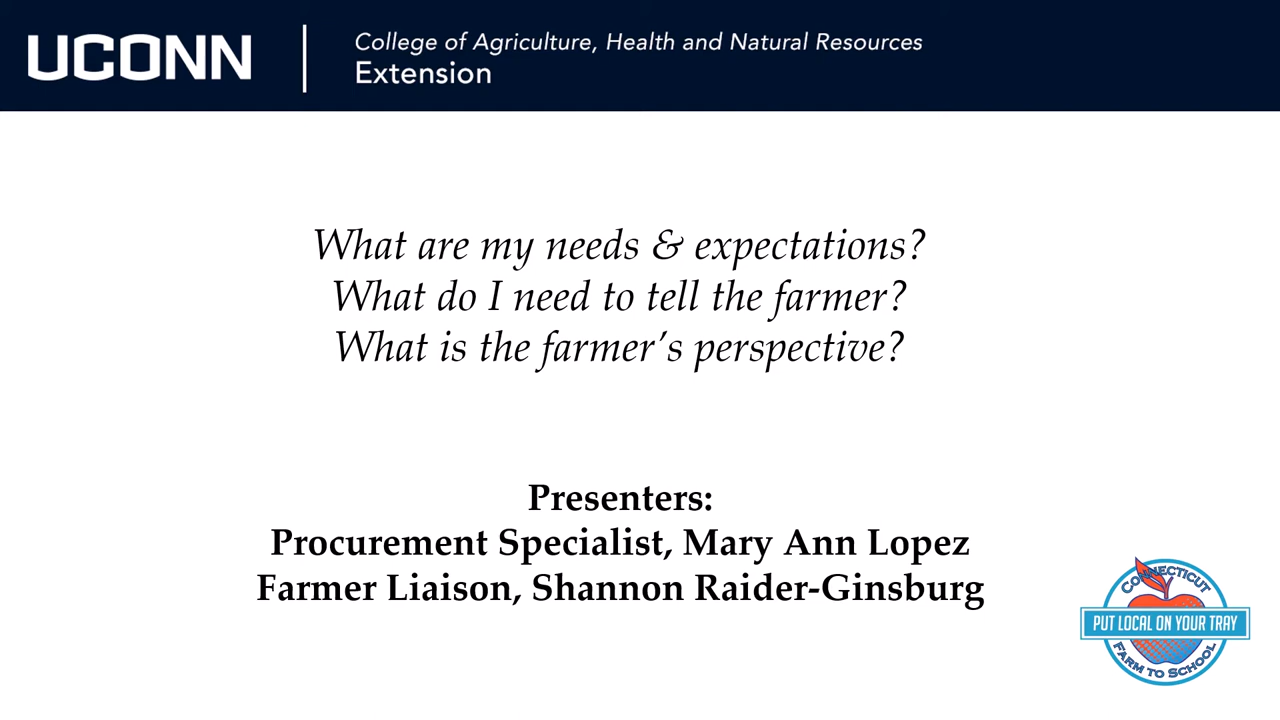 UCONN
College of Agriculture, Health and Natural Resources
Extension
What are my needs & expectations?
What do I need to tell the farmer?
What is the farmer’s perspective?
Presenters:
Procurement Specialist, Mary Ann Lopez
Farmer Liaison, Shannon Raider-Ginsburg
CONNECTICUT
PUT LOCAL ON YOUR TRAY
FARM TO SCHOOL